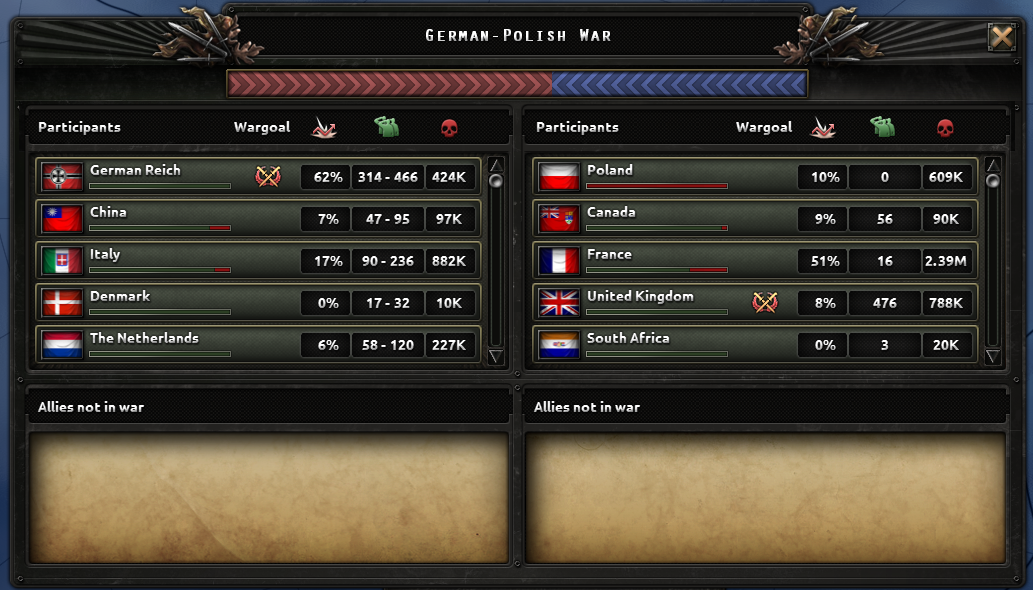 German-Polish War
Participants Wargoal
German Reich 62% 314 - 466 424K
China 7% 47 - 95 97K
Italy 17% 90 - 236 882K
Denmark 0% 17 - 32 10K
The Netherlands 6% 58 - 120 227K
Participants Wargoal
Poland 10% 0 609K
Canada 9% 56 90K
France 51% 16 2.39M
United Kingdom 8% 476 788K
South Africa 0% 3 20K
Allies not in war
Allies not in war